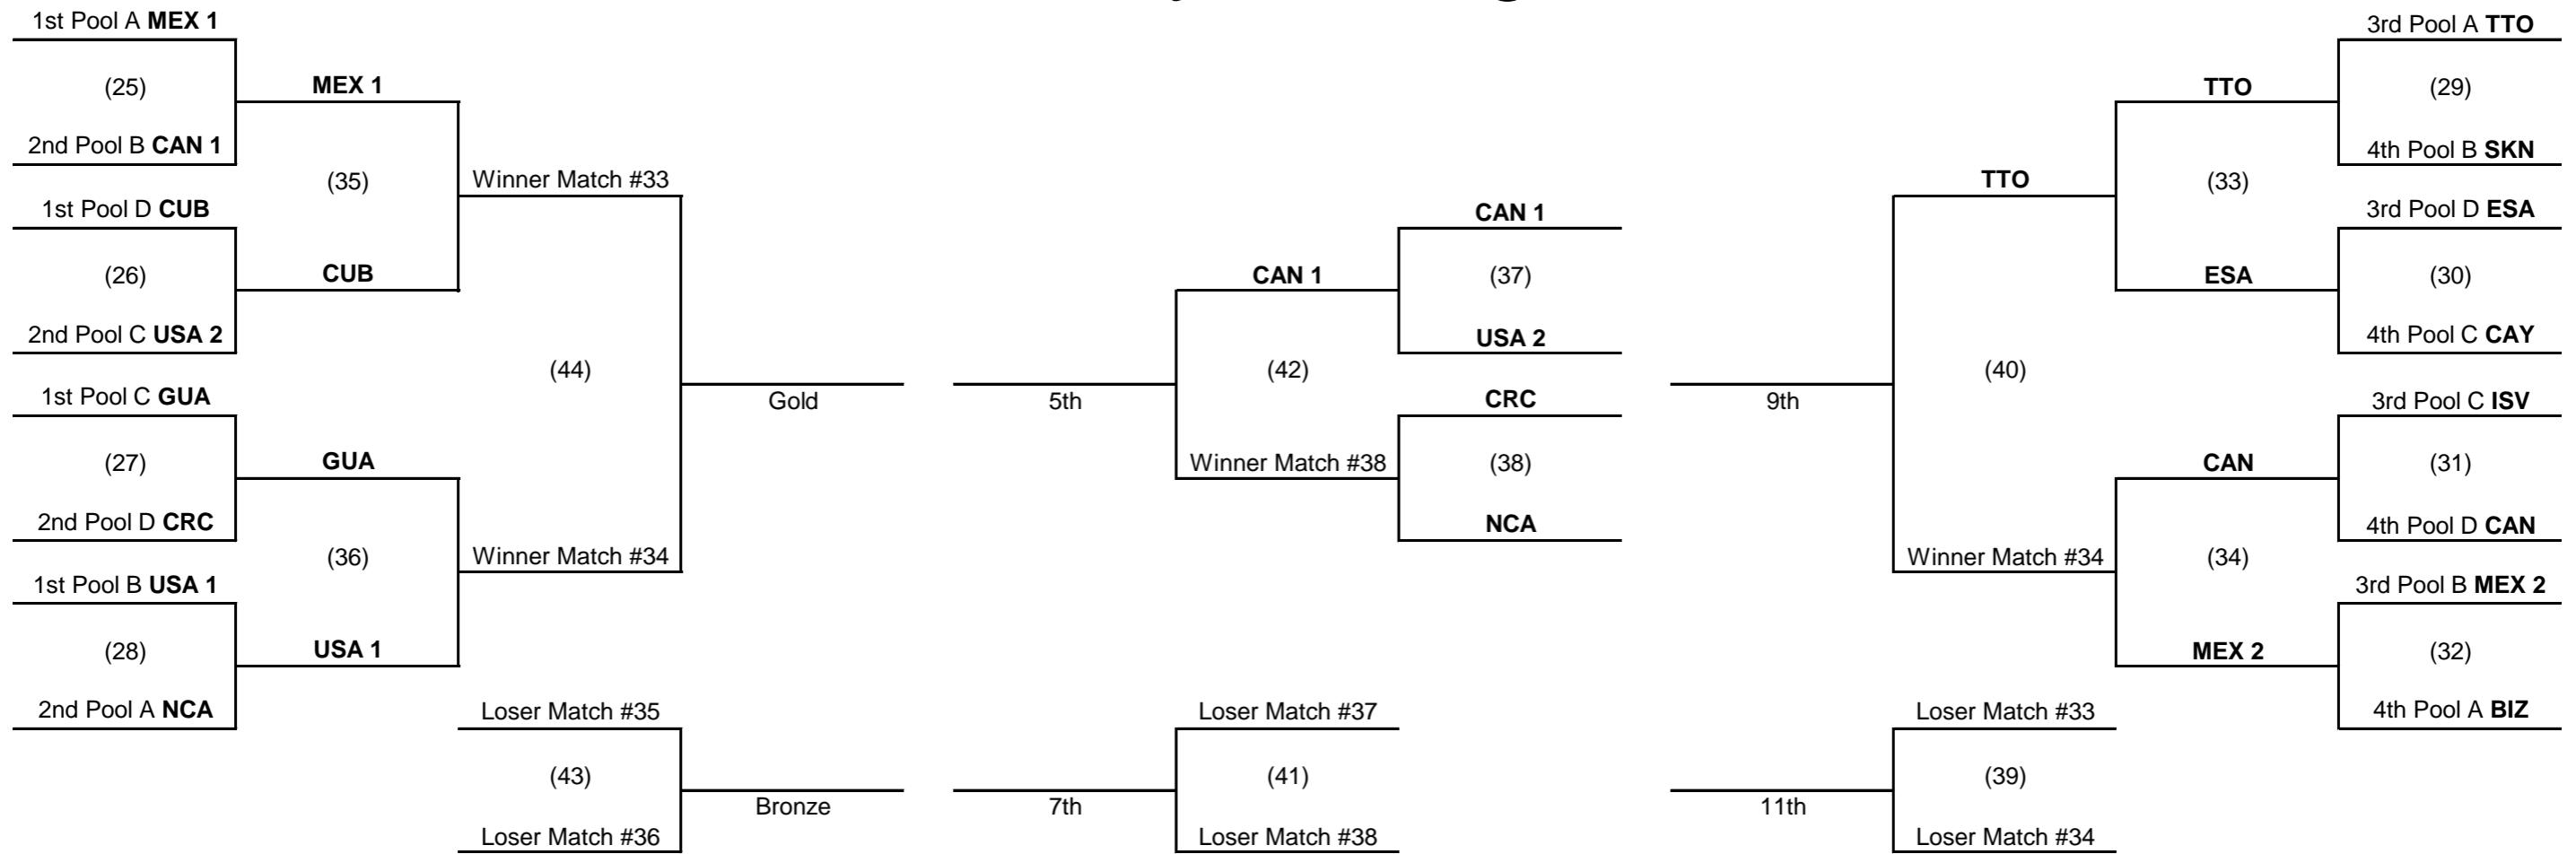 1st Pool A MEX 1
(25)
2nd Pool B CAN 1
1st Pool D CUB
(26)
2nd Pool C USA 2
1st Pool C GUA
(27)
2nd Pool D CRC
1st Pool B USA 1
(28)
2nd Pool A NCA
MEX 1
(35)
CUB
GUA
(36)
USA 1
Winner Match #33
(44)
Winner Match #34
Gold
Loser Match #35
(43)
Loser Match #36
Bronze
5th
CAN 1
(42)
Winner Match #38
CAN 1
(37)
USA 2
CRC
(38)
NCA
7th
Loser Match #37
(41)
Loser Match #38
9th
TTO
(40)
Winner Match #34
TTO
(33)
ESA
CAN
(34)
MEX 2
3rd Pool A TTO
(29)
4th Pool B SKN
3rd Pool D ESA
(30)
4th Pool C CAY
3rd Pool C ISV
(31)
4th Pool D CAN
3rd Pool B MEX 2
(32)
4th Pool A BIZ
11th
Loser Match #33
(39)
Loser Match #34